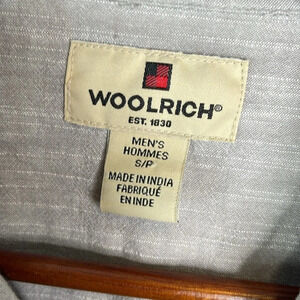 WOOLRICH®
EST. 1830
MEN'S
HOMMES
S/P
MADE IN INDIA
FABRIQUÉ
EN INDE